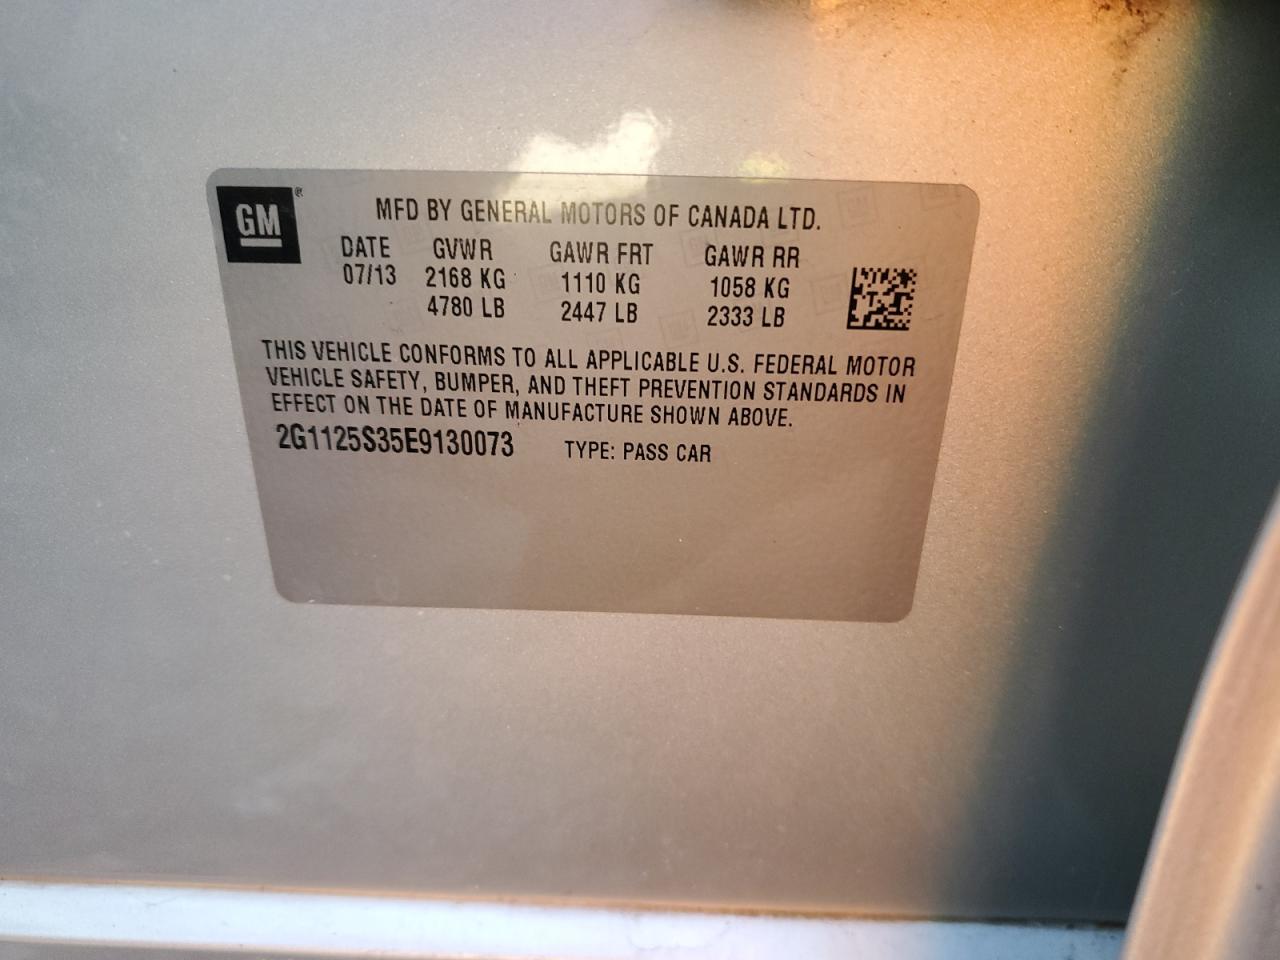 GM®
MFD BY GENERAL MOTORS OF CANADA LTD.
DATE GVWR GAWR FRT GAWR RR
07/13 2168 KG 1110 KG 1058 KG
4780 LB 2447 LB 2333 LB
THIS VEHICLE CONFORMS TO ALL APPLICABLE U.S. FEDERAL MOTOR
VEHICLE SAFETY, BUMPER, AND THEFT PREVENTION STANDARDS IN
EFFECT ON THE DATE OF MANUFACTURE SHOWN ABOVE.
2G1125S35E9130073 TYPE: PASS CAR